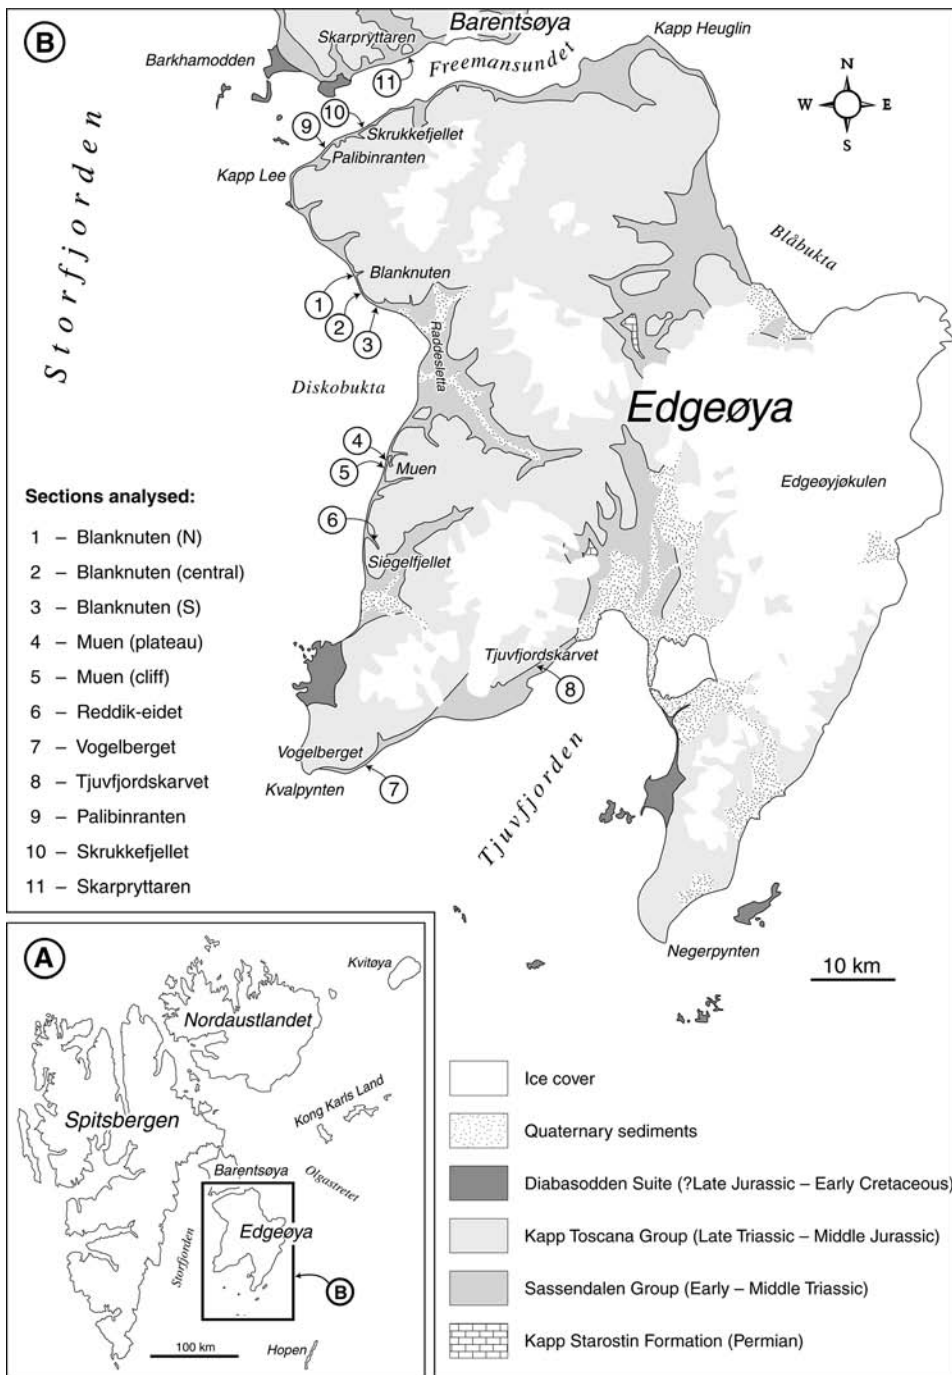 B
Barentsøya
Skarpryttaren
Kapp Heuglin
Barkhamodden
Freemansundet
11
N
W E
S
10
9
Skrukkefjellet
Palibinranten
Kapp Lee
Storfjorden
Blåbukta
Blanknuten
1
2
3
Raddesletta
Diskobukta
Edgeøya
4
5
Muen
Edgeøyjøkulen
Sections analysed:
6
1 – Blanknuten (N)
Siegelfjellet
2 – Blanknuten (central)
3 – Blanknuten (S)
4 – Muen (plateau)
5 – Muen (cliff)
6 – Reddik-eidet
7 – Vogelberget
8 – Tjuvfjordskarvet
9 – Palibinranten
10 – Skrukkefjellet
11 – Skarpryttaren
Tjuvfjordskarvet
8
Vogelberget
Kvalpynten
7
Tjuvfjorden
Negerpynten
10 km
A
Kvitøya
Nordaustlandet
Spitsbergen
Kong Karls Land
Barentsøya
Olgastretet
Edgeøya
Storfjorden
B
100 km
Hopen
Ice cover
Quaternary sediments
Diabasodden Suite (?Late Jurassic – Early Cretaceous)
Kapp Toscana Group (Late Triassic – Middle Jurassic)
Sassendalen Group (Early – Middle Triassic)
Kapp Starostin Formation (Permian)